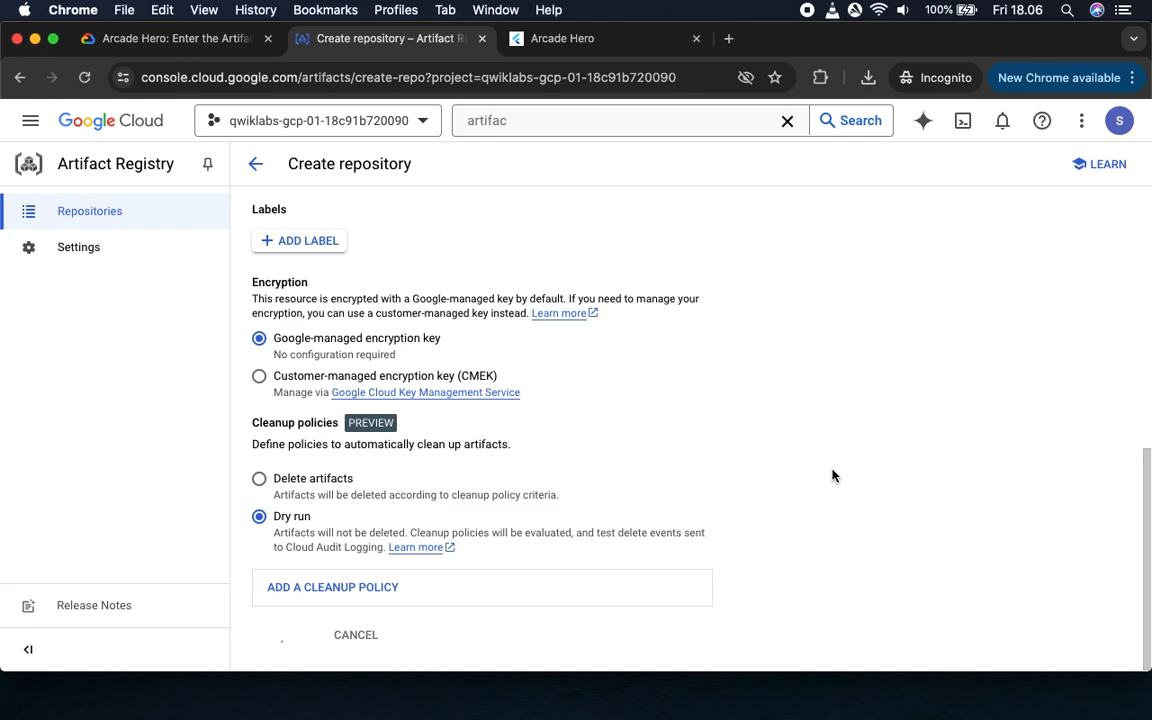 Chrome File Edit View History Bookmarks Profiles Tab Window Help 100% Fri 18.06
Arcade Hero: Enter the Artifa
Create repository – Artifact R
Arcade Hero
console.cloud.google.com/artifacts/create-repo?project=qwiklabs-gcp-01-18c91b720090 Incognito New Chrome available
Google Cloud qwiklabs-gcp-01-18c91b720090 artifac Search S
Artifact Registry Create repository LEARN
Repositories
Settings
Release Notes
Labels
ADD LABEL
Encryption
This resource is encrypted with a Google-managed key by default. If you need to manage your
encryption, you can use a customer-managed key instead. Learn more
Google-managed encryption key
No configuration required
Customer-managed encryption key (CMEK)
Manage via Google Cloud Key Management Service
Cleanup policies PREVIEW
Define policies to automatically clean up artifacts.
Delete artifacts
Artifacts will be deleted according to cleanup policy criteria.
Dry run
Artifacts will not be deleted. Cleanup policies will be evaluated, and test delete events sent
to Cloud Audit Logging. Learn more
ADD A CLEANUP POLICY
CANCEL